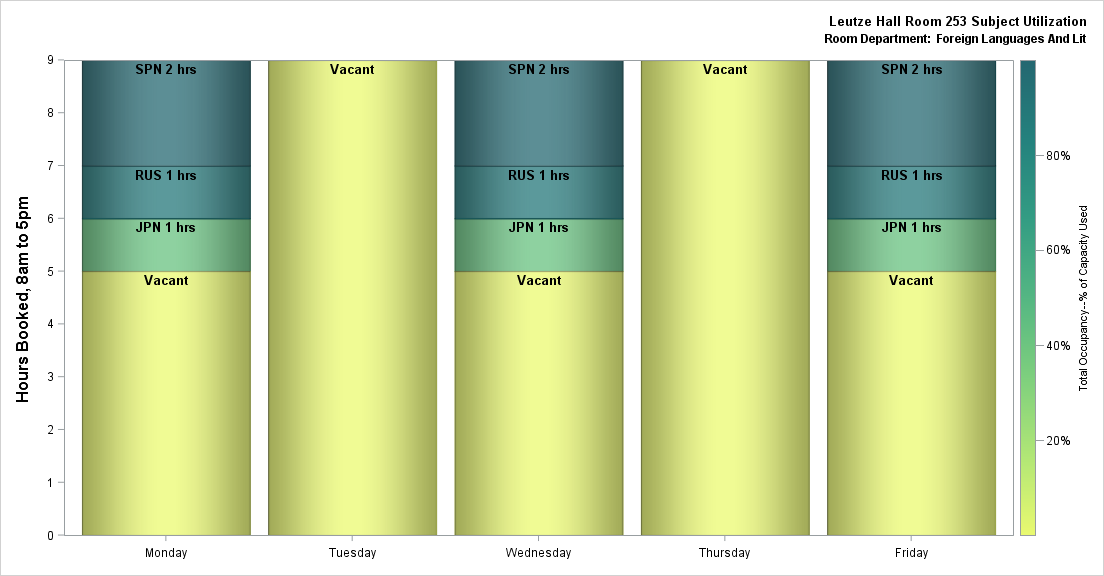 Leutze Hall Room 253 Subject Utilization
Room Department: Foreign Languages And Lit
Hours Booked, 8am to 5pm
9
8
7
6
5
4
3
2
1
0
SPN 2 hrs
RUS 1 hrs
JPN 1 hrs
Vacant
Vacant
SPN 2 hrs
RUS 1 hrs
JPN 1 hrs
Vacant
Vacant
SPN 2 hrs
RUS 1 hrs
JPN 1 hrs
Vacant
Monday
Tuesday
Wednesday
Thursday
Friday
80%
60%
40%
20%
Total Occupancy--% of Capacity Used